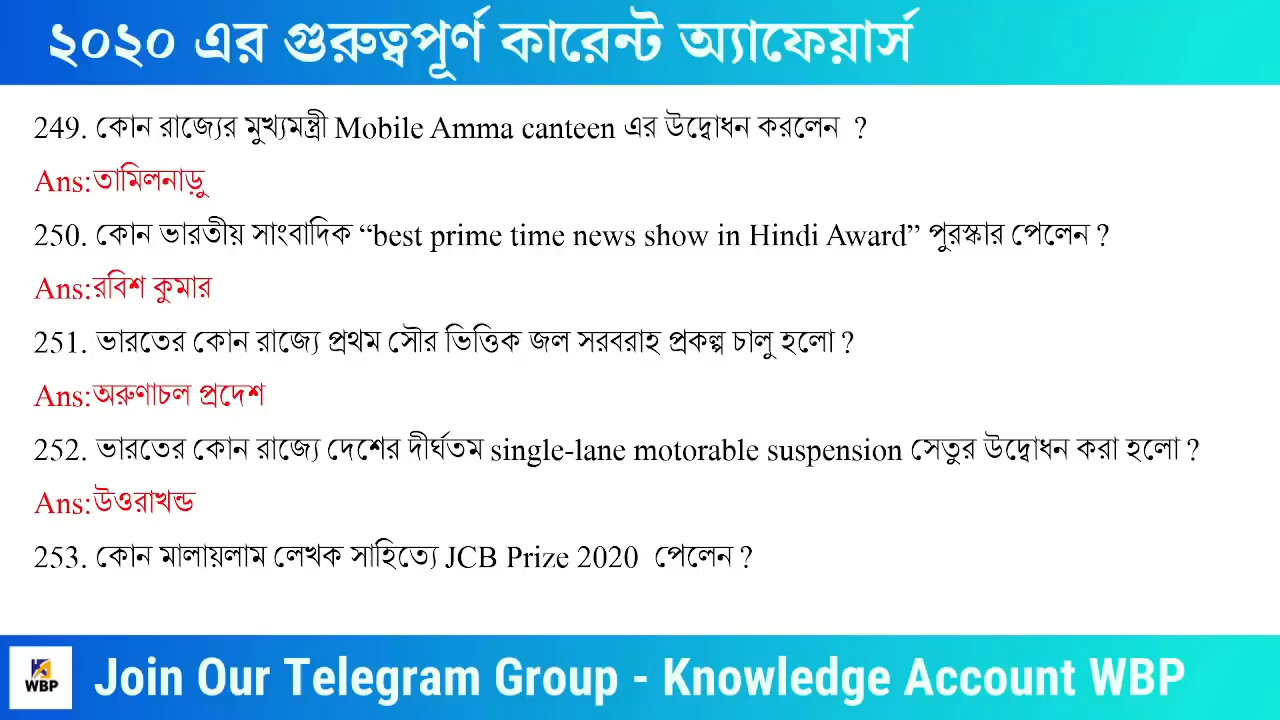 ২০২০ এর গুরুত্বপূর্ণ কারেন্ট অ্যাফেয়ার্স
249. কোন রাজ্যের মুখ্যমন্ত্রী Mobile Amma canteen এর উদ্বোধন করলেন ?
Ans:তামিলনাড়ু
250. কোন ভারতীয় সাংবাদিক “best prime time news show in Hindi Award” পুরস্কার পেলেন ?
Ans:রবিশ কুমার
251. ভারতের কোন রাজ্যে প্রথম সৌর ভিত্তিক জল সরবরাহ প্রকল্প চালু হলো ?
Ans:অরুণাচল প্রদেশ
252. ভারতের কোন রাজ্যে দেশের দীর্ঘতম single-lane motorable suspension সেতুর উদ্বোধন করা হলো ?
Ans:উওরাখন্ড
253. কোন মালায়লাম লেখক সাহিত্যে JCB Prize 2020 পেলেন ?
WBP
Join Our Telegram Group - Knowledge Account WBP